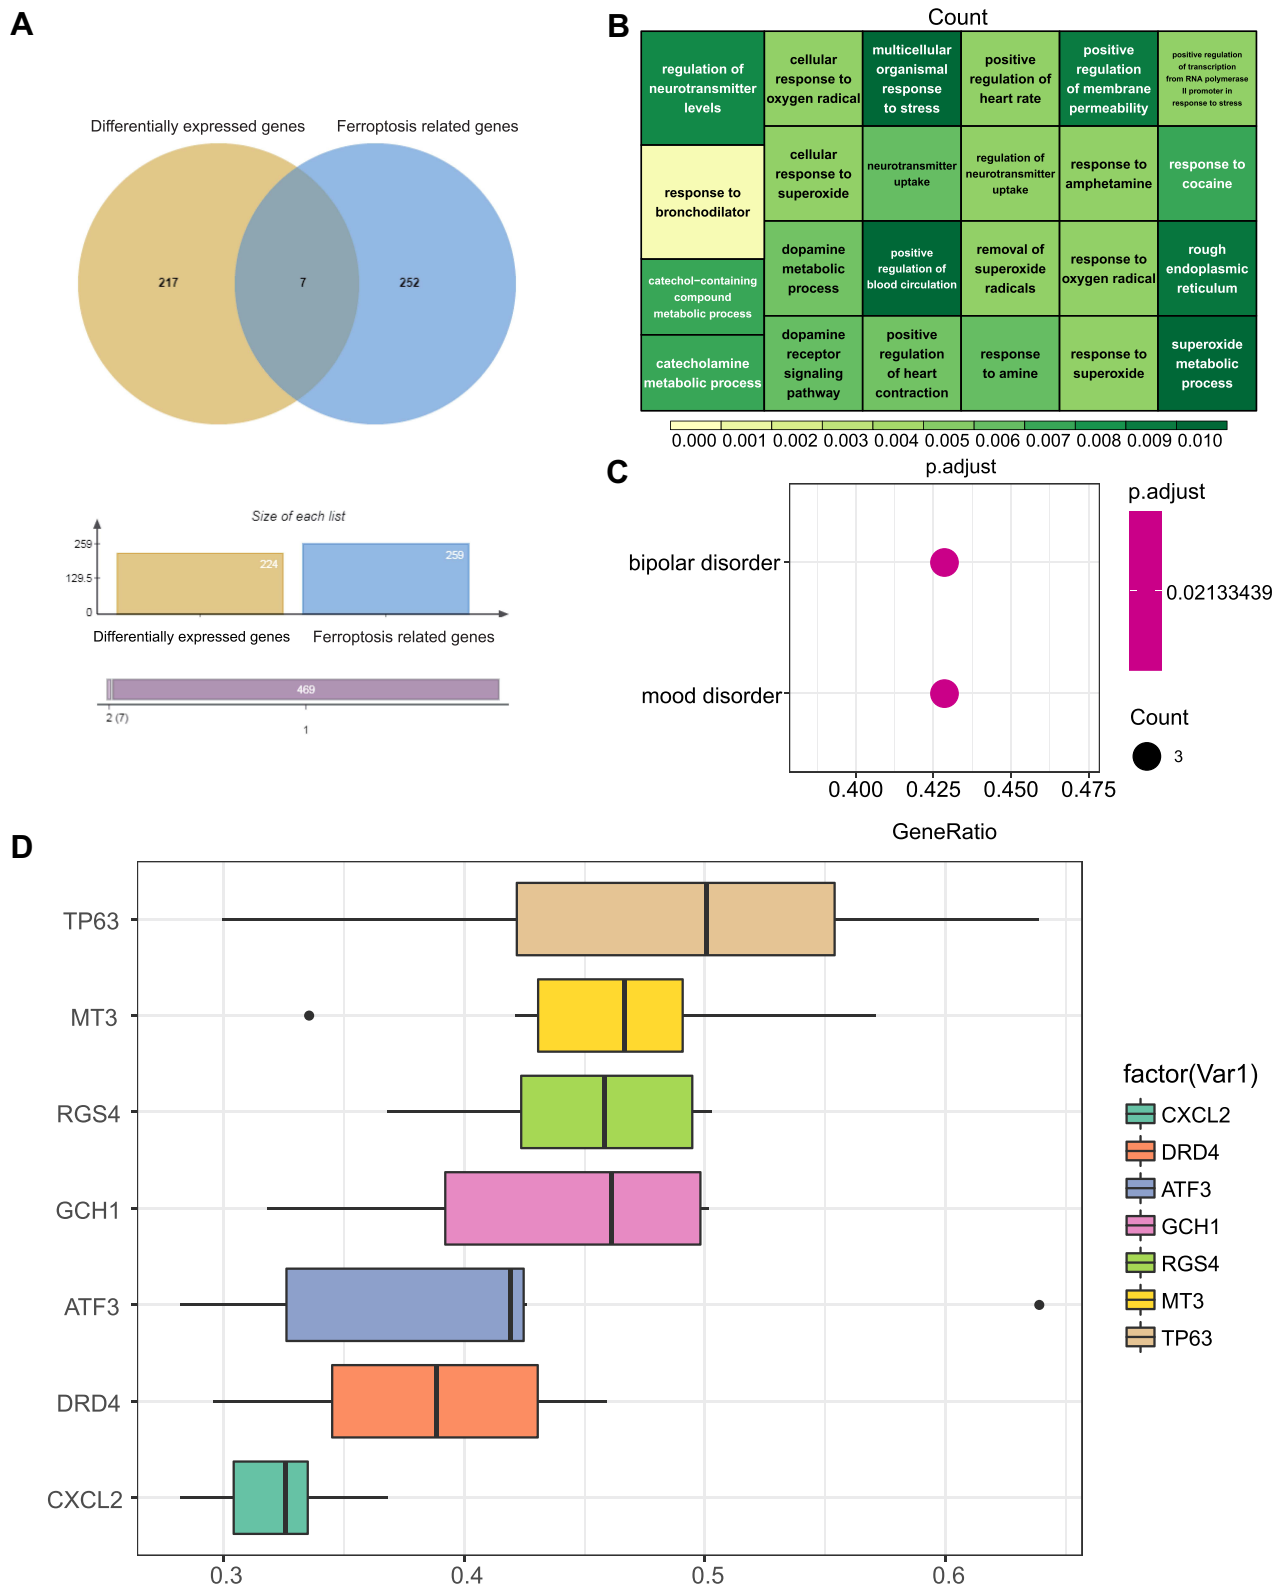 A
Differentially expressed genes
Ferroptosis related genes
217
7
252
Size of each list
259
129.5
0
224
259
Differentially expressed genes
Ferroptosis related genes
469
2 (7)
1
B
Count
regulation of
neurotransmitter
levels
response to
bronchodilator
catechol−containing
compound
metabolic process
catecholamine
metabolic process
cellular
response to
oxygen radical
cellular
response to
superoxide
dopamine
metabolic
process
dopamine
receptor
signaling
pathway
multicellular
organismal
response
to stress
neurotransmitter
uptake
positive
regulation of
blood circulation
positive
regulation
of heart
contraction
positive
regulation of
heart rate
regulation of
neurotransmitter
uptake
removal of
superoxide
radicals
response
to amine
positive
regulation
of membrane
permeability
response to
amphetamine
response to
oxygen radical
response to
superoxide
positive regulation
of transcription
from RNA polymerase
II promoter in
response to stress
response to
cocaine
rough
endoplasmic
reticulum
superoxide
metabolic
process
0.000 0.001 0.002 0.003 0.004 0.005 0.006 0.007 0.008 0.009 0.010
p.adjust
C
bipolar disorder
mood disorder
0.400 0.425 0.450 0.475
GeneRatio
p.adjust
0.02133439
Count
3
D
TP63
MT3
RGS4
GCH1
ATF3
DRD4
CXCL2
0.3 0.4 0.5 0.6
factor(Var1)
CXCL2
DRD4
ATF3
GCH1
RGS4
MT3
TP63